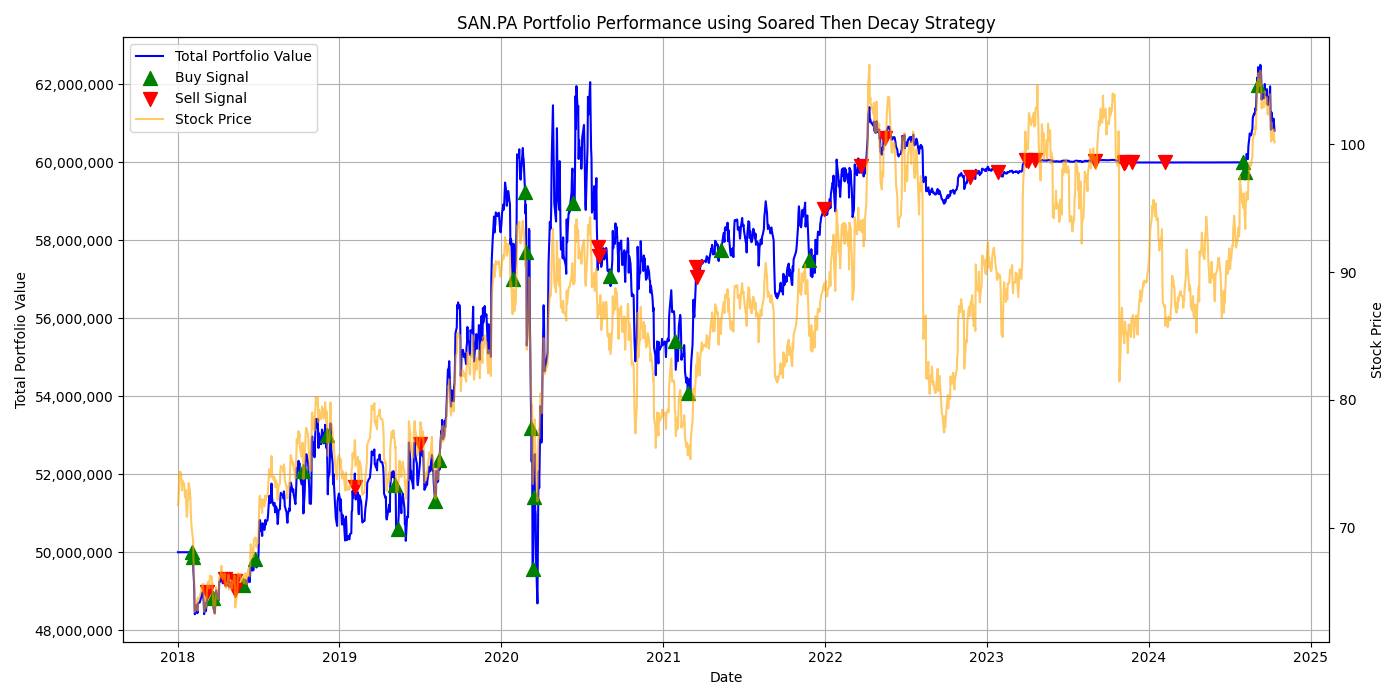 SAN.PA Portfolio Performance using Soared Then Decay Strategy
Total Portfolio Value
Buy Signal
Sell Signal
Stock Price
62,000,000
60,000,000
58,000,000
56,000,000
54,000,000
52,000,000
50,000,000
48,000,000
Total Portfolio Value
100
90
80
70
Stock Price
2018
2019
2020
2021
2022
2023
2024
2025
Date